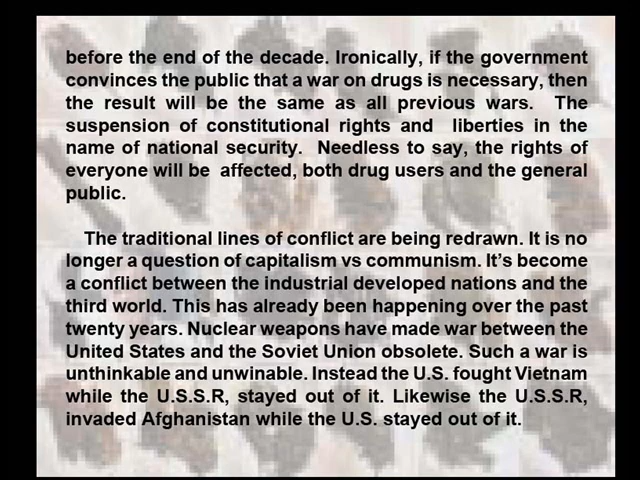 before the end of the decade. Ironically, if the government
convinces the public that a war on drugs is necessary, then
the result will be the same as all previous wars.  The
suspension of constitutional rights and  liberties in the
name of national security.  Needless to say, the rights of
everyone will be  affected, both drug users and the general
public.
The traditional lines of conflict are being redrawn. It is no
longer a question of capitalism vs communism. It’s become
a conflict between the industrial developed nations and the
third world. This has already been happening over the past
twenty years. Nuclear weapons have made war between the
United States and the Soviet Union obsolete. Such a war is
unthinkable and unwinable. Instead the U.S. fought Vietnam
while the U.S.S.R, stayed out of it. Likewise the U.S.S.R,
invaded Afghanistan while the U.S. stayed out of it.